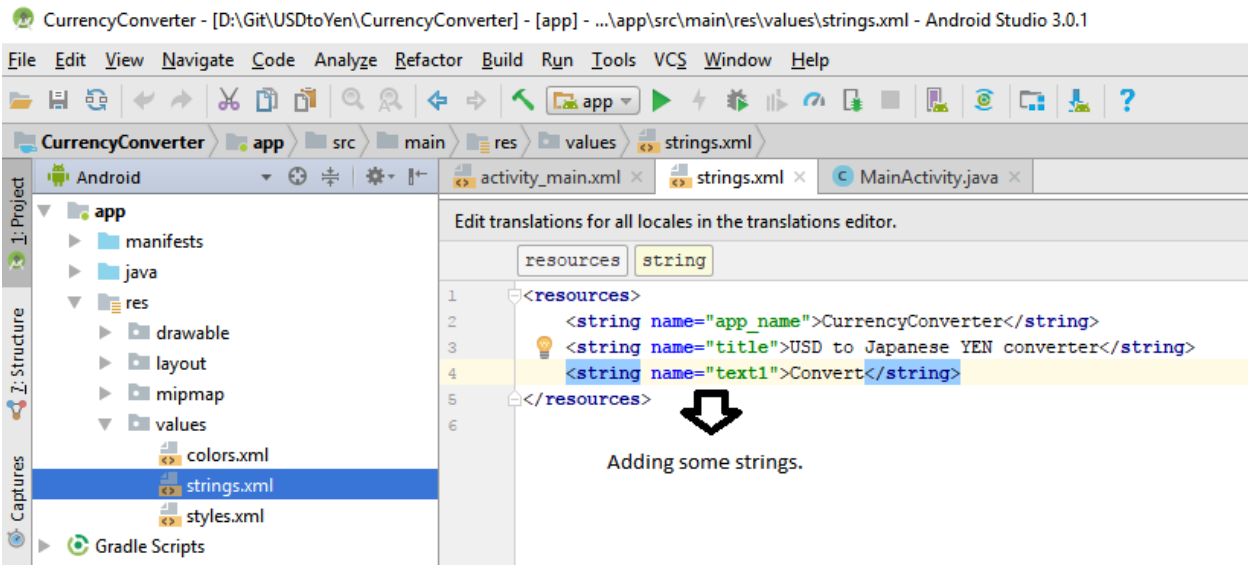 CurrencyConverter - [D:\Git\USDtoYen\CurrencyConverter] - [app] - ...\app\src\main\res\values\strings.xml - Android Studio 3.0.1
File Edit View Navigate Code Analyze Refactor Build Run Tools VCS Window Help
app
CurrencyConverter app src main res values strings.xml
Android
activity_main.xml strings.xml MainActivity.java
1: Project
Z: Structure
Captures
app
manifests
java
res
drawable
layout
mipmap
values
colors.xml
strings.xml
styles.xml
Gradle Scripts
Edit translations for all locales in the translations editor.
resources string
1 <resources>
2 <string name="app_name">CurrencyConverter</string>
3 <string name="title">USD to Japanese YEN converter</string>
4 <string name="text1">Convert</string>
5 </resources>
6
Adding some strings.